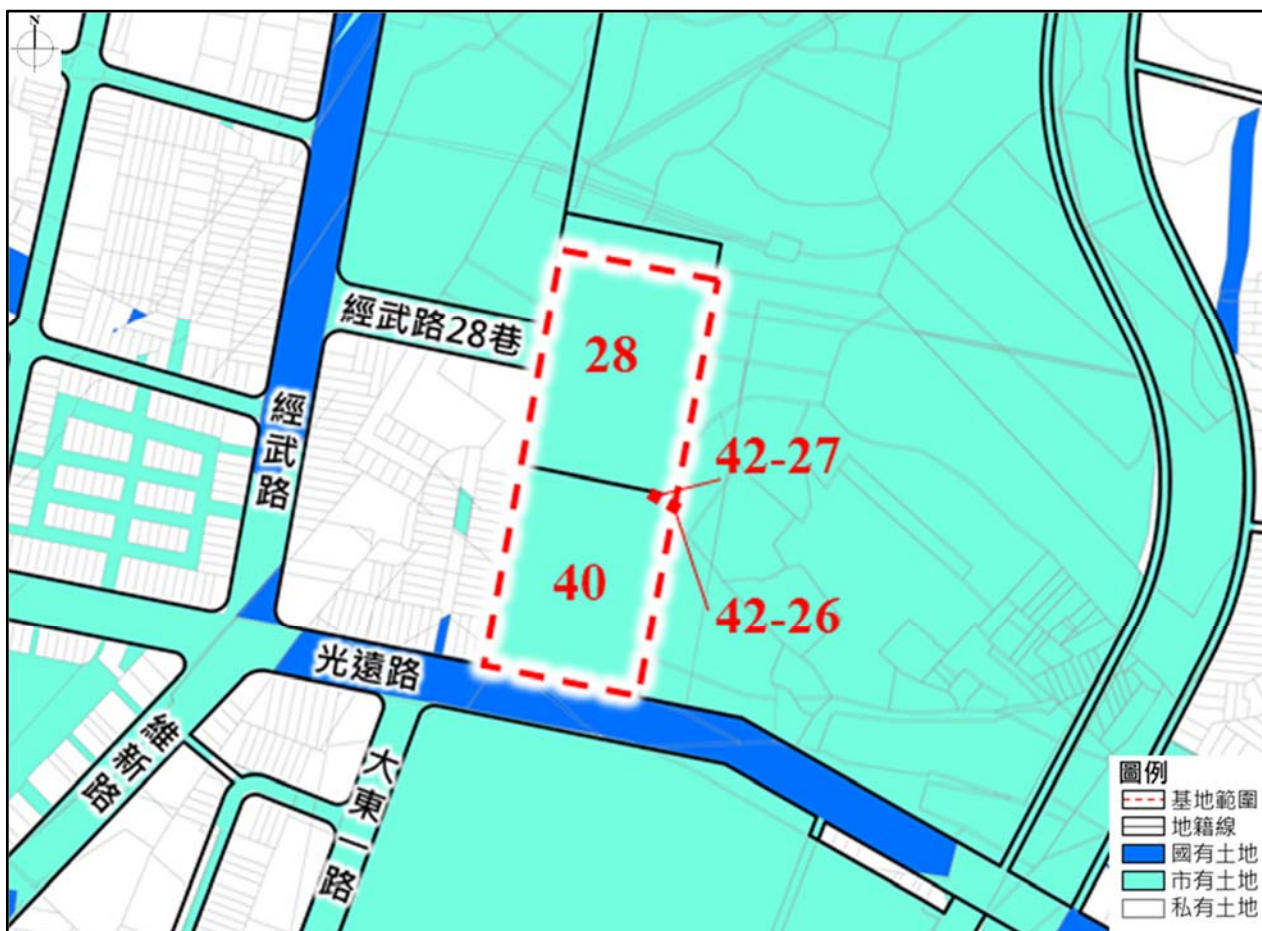 N
經武路28巷
28
經武路
42-27
40
42-26
光遠路
維新路
大東一路
圖例
基地範圍
地籍線
國有土地
市有土地
私有土地